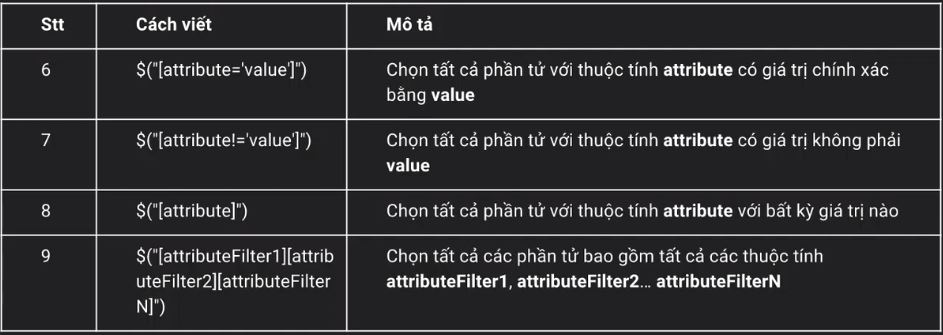 Stt Cách viết Mô tả
6 $("[attribute='value']") Chọn tất cả phần tử với thuộc tính attribute có giá trị chính xác
bằng value
7 $("[attribute!='value']") Chọn tất cả phần tử với thuộc tính attribute có giá trị không phải
value
8 $("[attribute]") Chọn tất cả phần tử với thuộc tính attribute với bất kỳ giá trị nào
9 $("[attributeFilter1][attrib Chọn tất cả các phần tử bao gồm tất cả các thuộc tính
uteFilter2][attributeFilter attributeFilter1, attributeFilter2… attributeFilterN
N]")